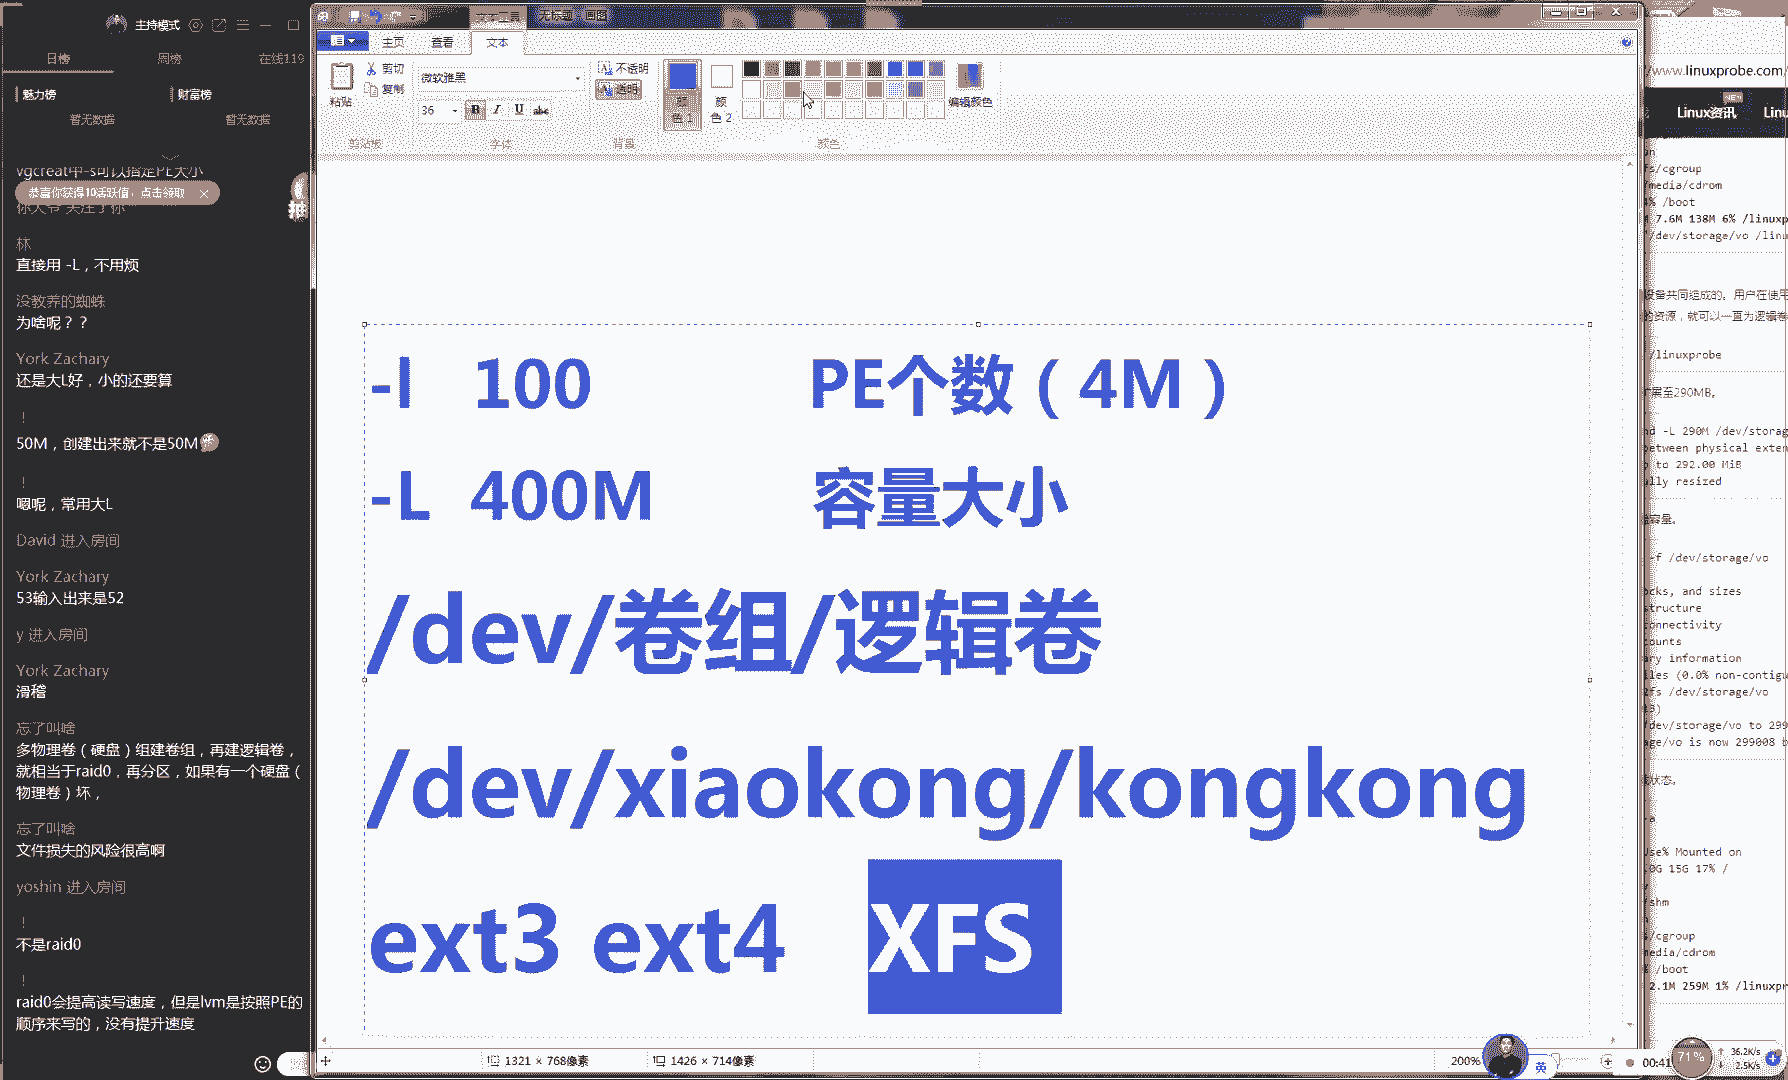 主持模式
日榜
周榜
在线119
魅力榜
财富榜
暂无数据
暂无数据
vgcreat中-s可以指定PE大小
恭喜你获得10活跃值，点击领取
你大爷 关注了你
林
直接用 -L，不用烦
没教养的蜘蛛
为啥呢？？
York Zachary
还是大L好，小的还要算
！
50M，创建出来就不是50M
！
嗯呢，常用大L
David 进入房间
York Zachary
53输入出来是52
y 进入房间
York Zachary
滑稽
忘了叫啥
多物理卷（硬盘）组建卷组，再建逻辑卷，
就相当于raid0，再分区，如果有一个硬盘（
物理卷）坏，
忘了叫啥
文件损失的风险很高啊
yoshin 进入房间
！
不是raid0
！
raid0会提高读写速度，但是lvm是按照PE的
顺序来写的，没有提升速度
无标题 - 画图
主页
查看
文本
粘贴
剪切
复制
剪贴板
微软雅黑
36
B I U abc
字体
不透明
透明
背景
颜色 1
颜色 2
编辑颜色
颜色
-l 100 PE个数（4M）
-L 400M 容量大小
/dev/卷组/逻辑卷
/dev/xiaokong/kongkong
ext3 ext4 XFS
1321 × 768像素
1426 × 714像素
200%
英
71%
36.2K/s
2.5K/s
00:41
/www.linuxprobe.com/
NEW
Linux资讯
Linu
on
fs/cgroup
/media/cdrom
% /boot
7.6M 138M 6% /linuxp
/dev/storage/vo /linu
设备共同组成的。用户在使用
的资源，就可以一直为逻辑卷
/linuxprobe
展至290MB。
nd -L 290M /dev/storag
between physical exten
to 292.00 MiB
lly resized
容量。
-f /dev/storage/vo
cks, and sizes
structure
onnectivity
ounts
ary information
iles (0.0% non-contigu
2fs /dev/storage/vo
13)
/dev/storage/vo to 299
age/vo is now 299008 b
状态。
-a
Use% Mounted on
.0G 15G 17% /
v
/shm
n
s/cgroup
media/cdrom
% /boot
2.1M 259M 1% /linuxpr